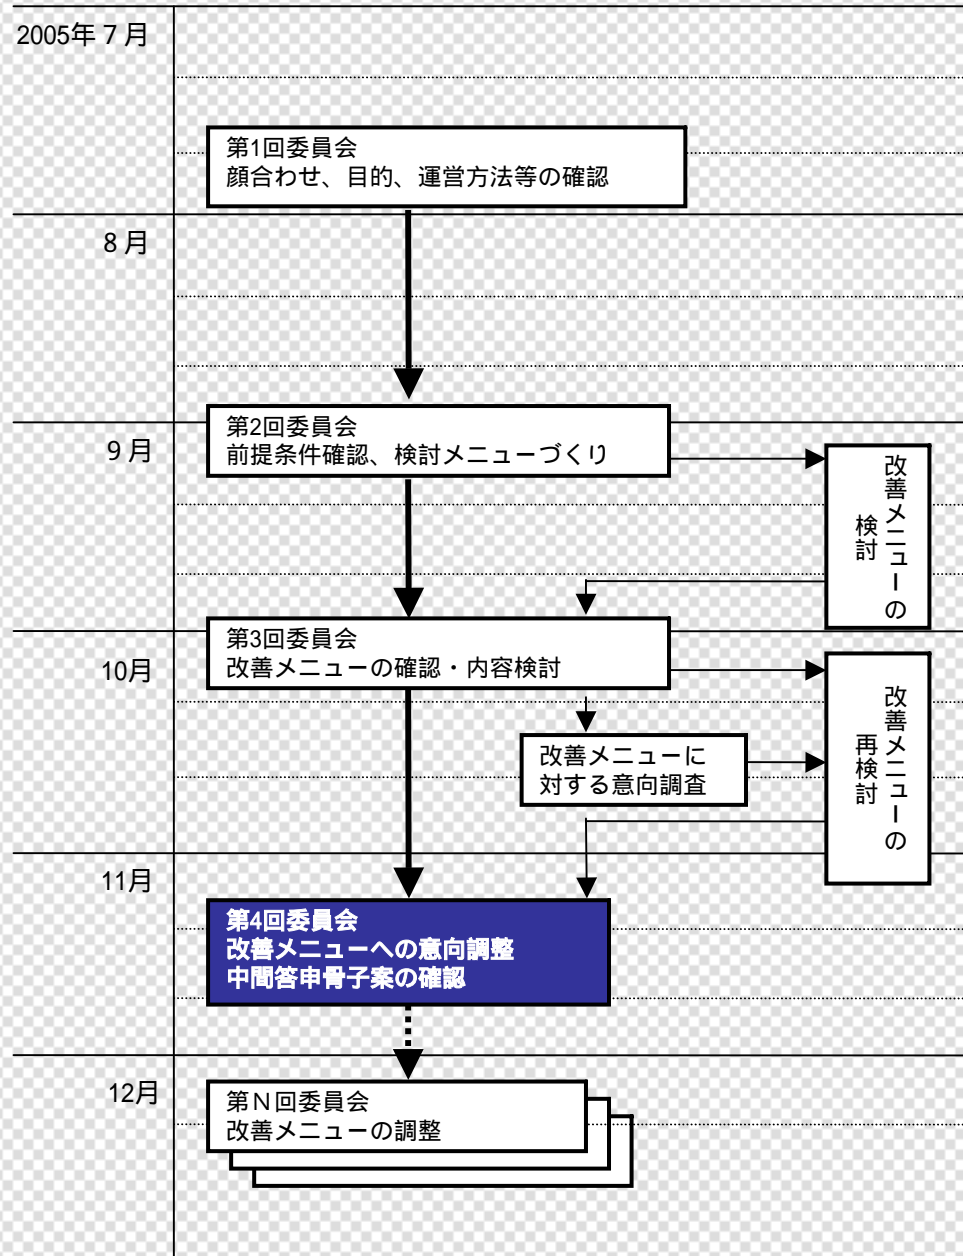 2005年 7 月
第1回委員会
顔合わせ、目的、運営方法等の確認
8 月
第2回委員会
前提条件確認、検討メニューづくり
9 月
改善メニューの
検討
第3回委員会
改善メニューの確認・内容検討
10月
改善メニューに
対する意向調査
改善メニューの
再検討
11月
第4回委員会
改善メニューへの意向調整
中間答申骨子案の確認
12月
第N回委員会
改善メニューの調整